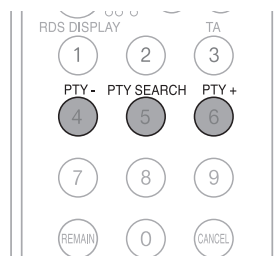 RDS DISPLAY TA
1 2 3
PTY - PTY SEARCH PTY +
4 5 6
7 8 9
REMAIN 0 CANCEL